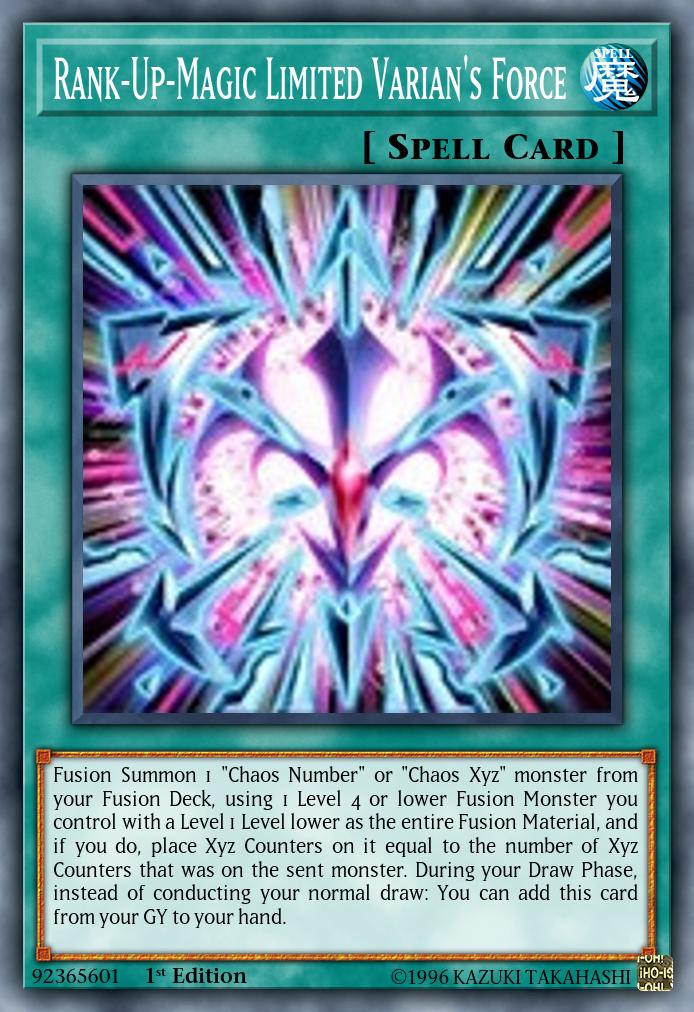 Rank-Up-Magic Limited Varian's Force
SPELL
魔
[ Spell Card ]
Fusion Summon 1 "Chaos Number" or "Chaos Xyz" monster from
your Fusion Deck, using 1 Level 4 or lower Fusion Monster you
control with a Level 1 Level lower as the entire Fusion Material, and
if you do, place Xyz Counters on it equal to the number of Xyz
Counters that was on the sent monster. During your Draw Phase,
instead of conducting your normal draw: You can add this card
from your GY to your hand.
92365601 1st Edition ©1996 KAZUKI TAKAHASHI